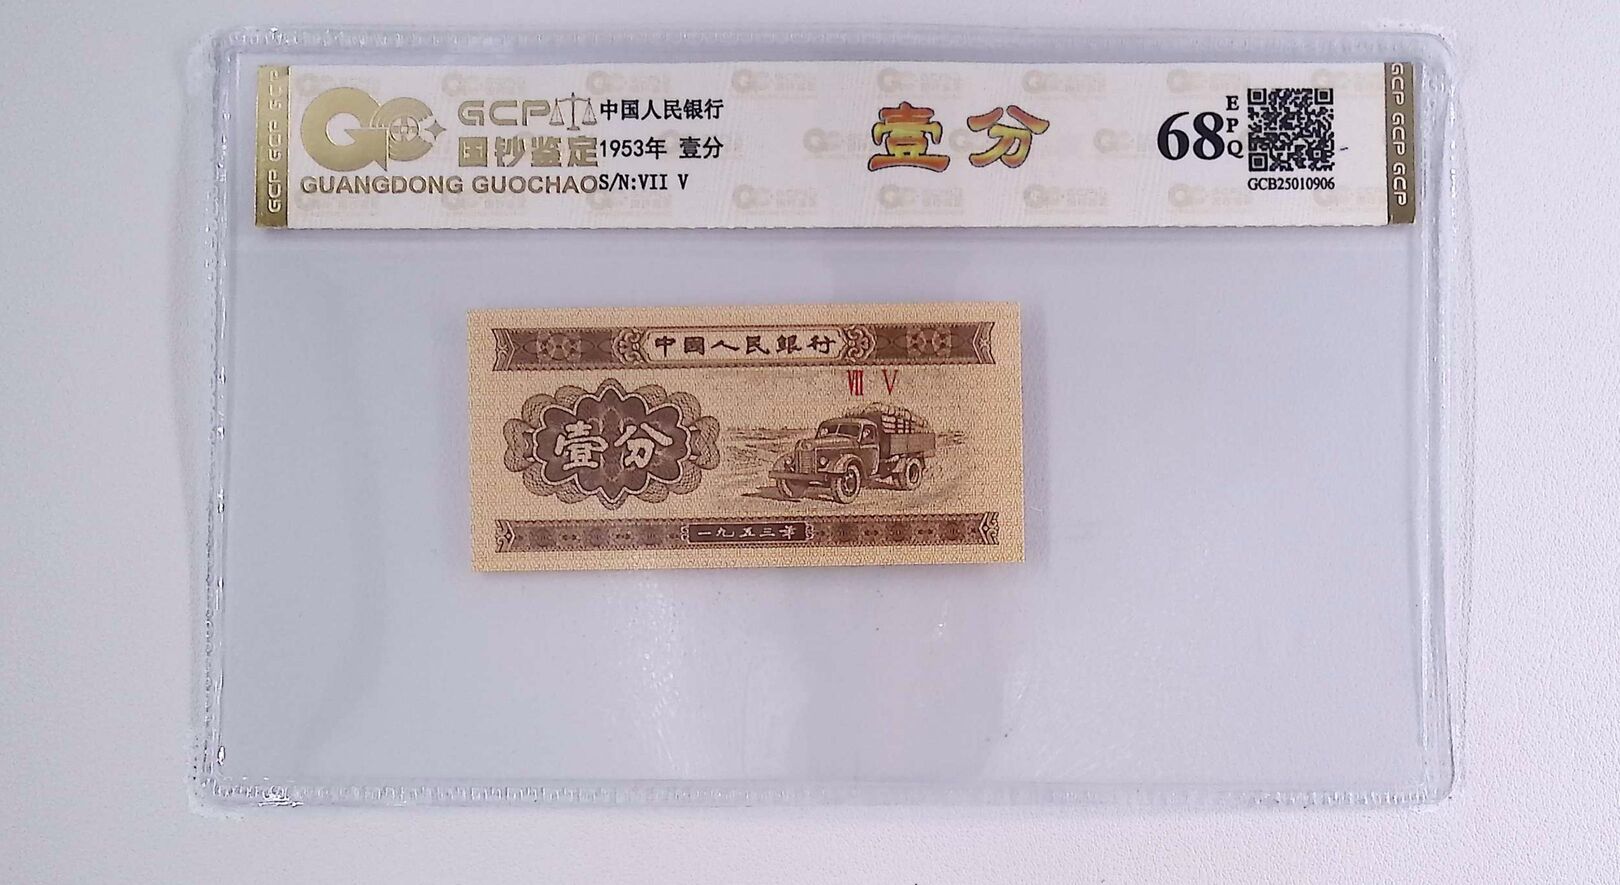 GCP
中国人民银行
国钞鉴定
1953年 壹分
GUANGDONG GUOCHAO
S/N:VII V
壹分
68
EPQ
GCB25010906
GCP GCP GCP
GCP GCP GCP
中國人民銀行
VII V
壹分
一九五三年